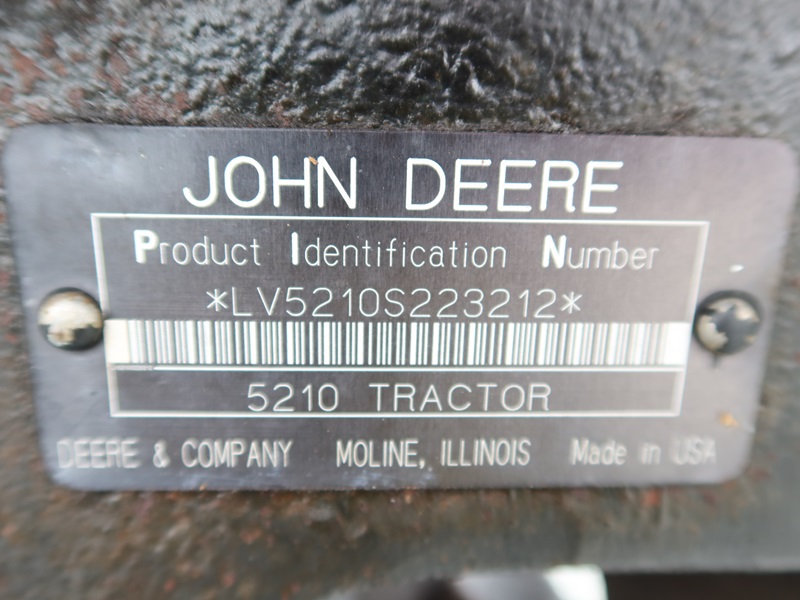 JOHN DEERE
Product Identification Number
*LV5210S223212*
5210 TRACTOR
DEERE & COMPANY MOLINE, ILLINOIS Made in USA